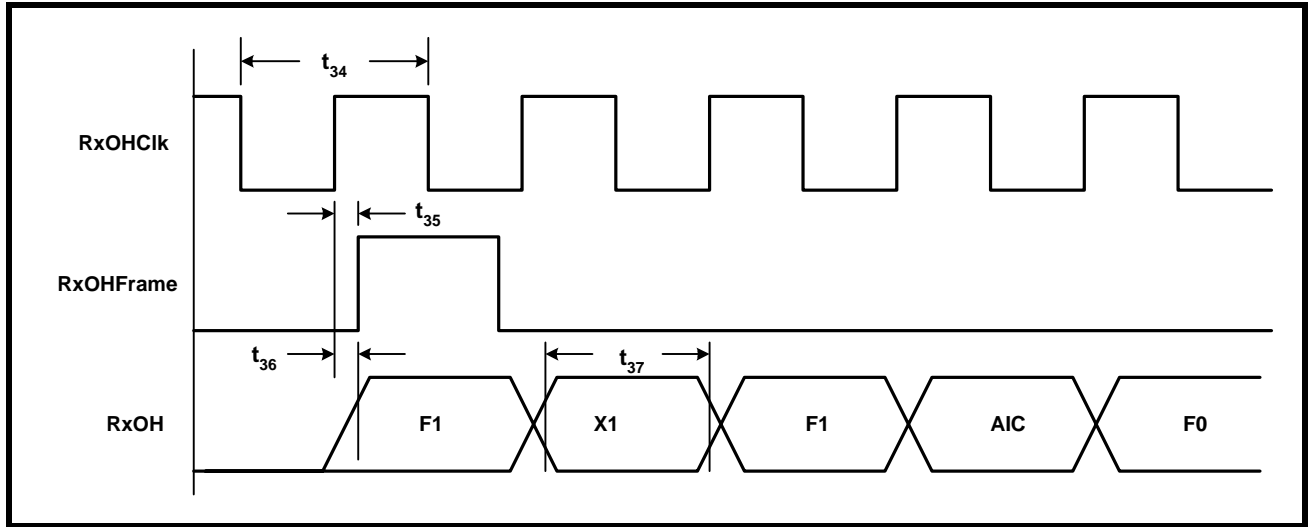 t34
RxOHClk
t35
RxOHFrame
t36
t37
RxOH
F1
X1
F1
AIC
F0